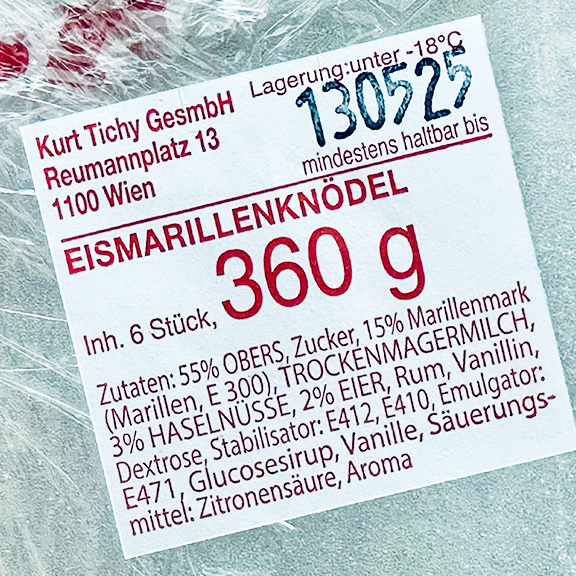 Kurt Tichy GesmbH
Reumannplatz 13
1100 Wien
Lagerung:unter -18°C
130525
mindestens haltbar bis
EISMARILLENKNÖDEL
Inh. 6 Stück, 360 g
Zutaten: 55% OBERS, Zucker, 15% Marillenmark
(Marillen, E 300), TROCKENMAGERMILCH,
3% HASELNÜSSE, 2% EIER, Rum, Vanillin,
Dextrose, Stabilisator: E412, E410, Emulgator:
E471, Glucosesirup, Vanille, Säuerungs-
mittel: Zitronensäure, Aroma